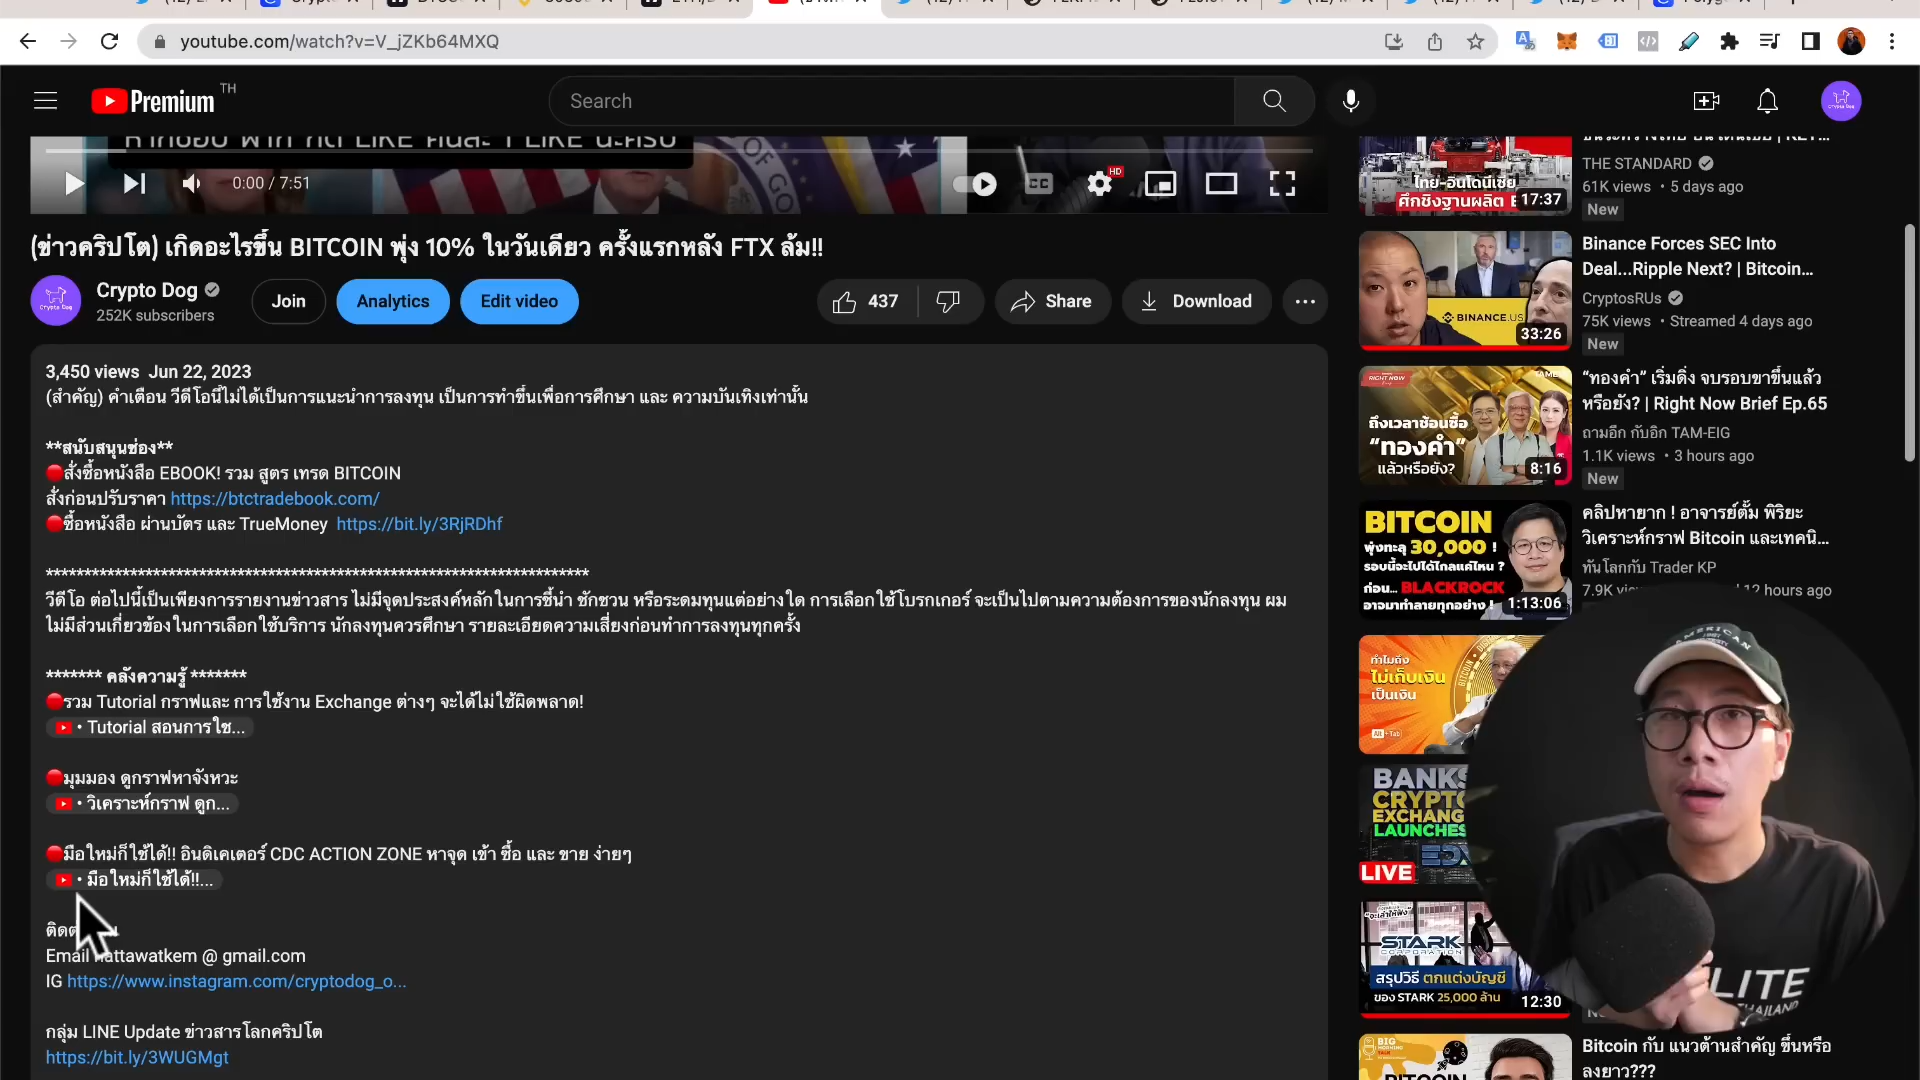 youtube.com/watch?v=V_jZKb64MXQ
Premium TH
Search
0:00 / 7:51
HD
CC
OF
(ข่าวคริปโต) เกิดอะไรขึ้น BITCOIN พุ่ง 10% ในวันเดียว ครั้งแรกหลัง FTX ล้ม!!
Crypto Dog
252K subscribers
Join
Analytics
Edit video
437
Share
Download
3,450 views Jun 22, 2023
(สำคัญ) คำเตือน วีดีโอนี้ไม่ได้เป็นการแนะนำการลงทุน เป็นการทำขึ้นเพื่อการศึกษา และ ความบันเทิงเท่านั้น
**สนับสนุนช่อง**
🔴สั่งซื้อหนังสือ EBOOK! รวม สูตร เทรด BITCOIN
สั่งก่อนปรับราคา https://btctradebook.com/
🔴ซื้อหนังสือ ผ่านบัตร และ TrueMoney https://bit.ly/3RjRDhf
***********************************************************************
วีดีโอ ต่อไปนี้เป็นเพียงการรายงานข่าวสาร ไม่มีจุดประสงค์หลักในการชี้นำ ชักชวน หรือระดมทุนแต่อย่างใด การเลือกใช้โบรกเกอร์ จะเป็นไปตามความต้องการของนักลงทุน ผม
ไม่มีส่วนเกี่ยวข้องในการเลือกใช้บริการ นักลงทุนควรศึกษา รายละเอียดความเสี่ยงก่อนทำการลงทุนทุกครั้ง
******* คลังความรู้ *******
🔴รวม Tutorial กราฟและ การใช้งาน Exchange ต่างๆ จะได้ไม่ใช้ผิดพลาด!
• Tutorial สอนการใช...
🔴มุมมอง ดูกราฟหาจังหวะ
• วิเคราะห์กราฟ ดูก...
🔴มือใหม่ก็ใช้ได้!! อินดิเคเตอร์ CDC ACTION ZONE หาจุด เข้า ซื้อ และ ขาย ง่ายๆ
• มือใหม่ก็ใช้ได้!!...
Email nattawatkem @ gmail.com
IG https://www.instagram.com/cryptodog_o...
กลุ่ม LINE Update ข่าวสารโลกคริปโต
https://bit.ly/3WUGMgt
ไทย-อินโดนีเซีย
ศึกชิงฐานผลิต
17:37
THE STANDARD
61K views • 5 days ago
New
BINANCE.US
33:26
Binance Forces SEC Into
Deal...Ripple Next? | Bitcoin...
CryptosRUs
75K views • Streamed 4 days ago
New
RIGHT NOW
ถึงเวลาช้อนซื้อ
“ทองคำ”
แล้วหรือยัง?
8:16
“ทองคำ” เริ่มดิ่ง จบรอบขาขึ้นแล้ว
หรือยัง? | Right Now Brief Ep.65
ถามอีก กับอิก TAM-EIG
1.1K views • 3 hours ago
New
BITCOIN
พุ่งทะลุ 30,000 !
รอบนี้จะไปได้ไกลแค่ไหน ?
ก่อน... BLACKROCK
อาจมาทำลายทุกอย่าง !
1:13:06
คลิปหายาก ! อาจารย์ตั้ม พิริยะ
วิเคราะห์กราฟ Bitcoin และเทคนิ...
ทันโลกกับ Trader KP
12 hours ago
ทำไมถึง
ไม่เก็บเงิน
เป็นเงิน
Alt+Tab
BANKS
CRYPTO
EXCHANG
LAUNCHES
LIVE
STARK
CORPORATION
สรุปวิธี ตกแต่งบัญชี
ของ STARK 25,000 ล้าน
12:30
BIG
MORNING
TALK
Bitcoin กับ แนวต้านสำคัญ ขึ้นหรือ
ลงยาว???
AMERICAN
LITE
THAILAND